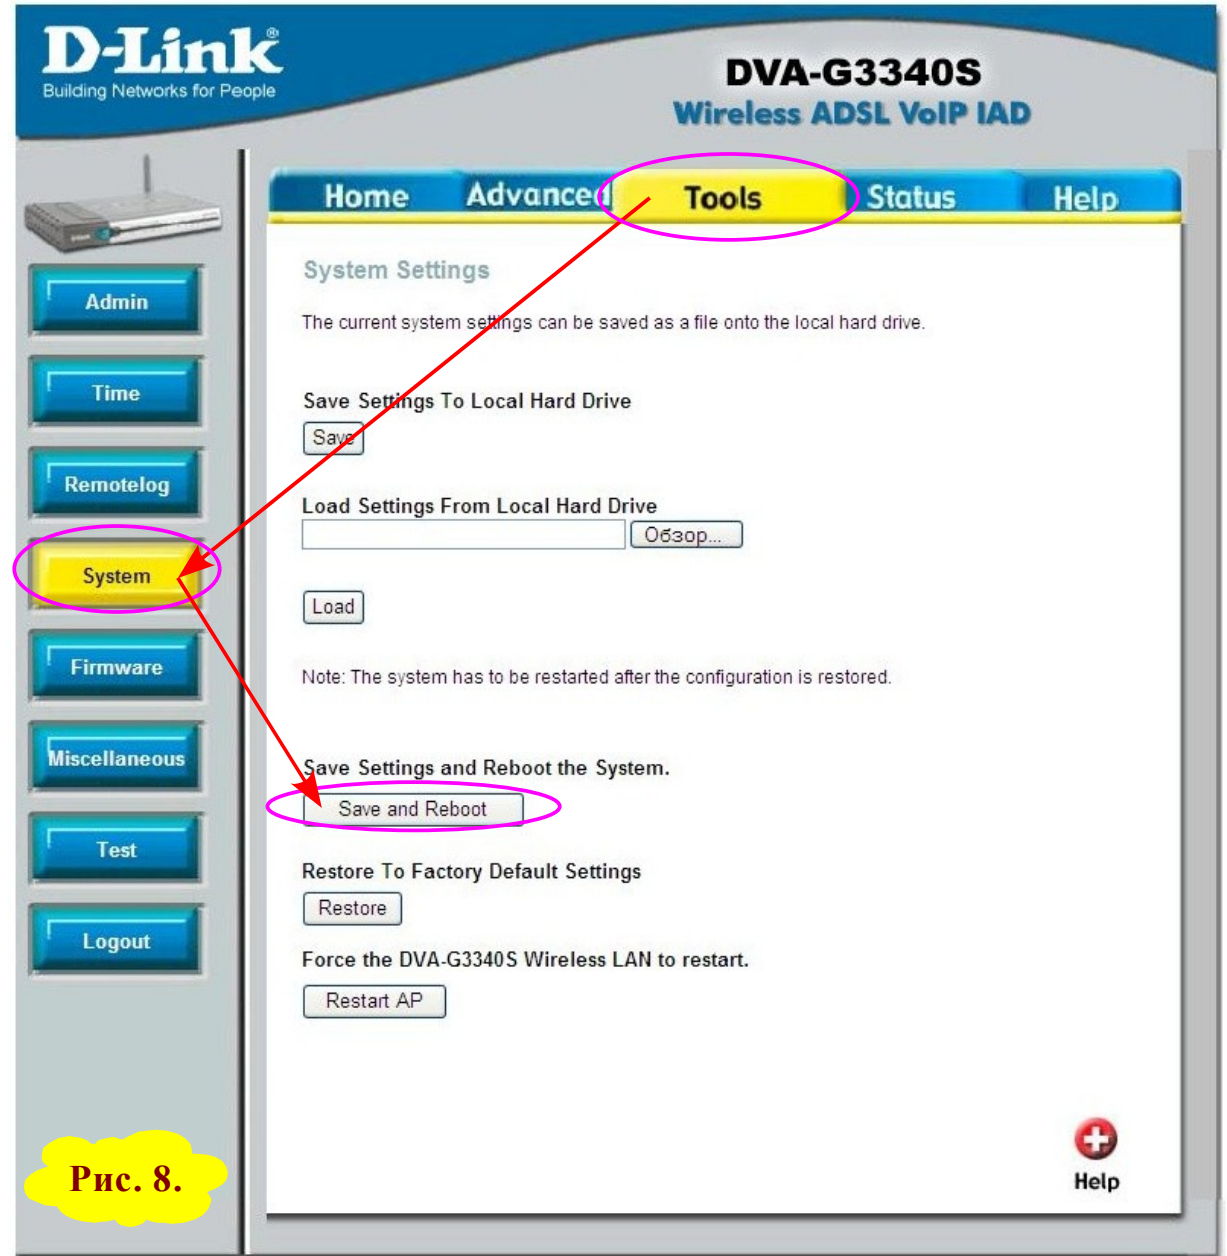 D-Link®
Building Networks for People
DVA-G3340S
Wireless ADSL VoIP IAD
Home Advanced Tools Status Help
Admin
Time
Remotelog
System
Firmware
Miscellaneous
Test
Logout
System Settings
The current system settings can be saved as a file onto the local hard drive.
Save Settings To Local Hard Drive
Save
Load Settings From Local Hard Drive
Обзор...
Load
Note: The system has to be restarted after the configuration is restored.
Save Settings and Reboot the System.
Save and Reboot
Restore To Factory Default Settings
Restore
Force the DVA-G3340S Wireless LAN to restart.
Restart AP
Help
Рис. 8.